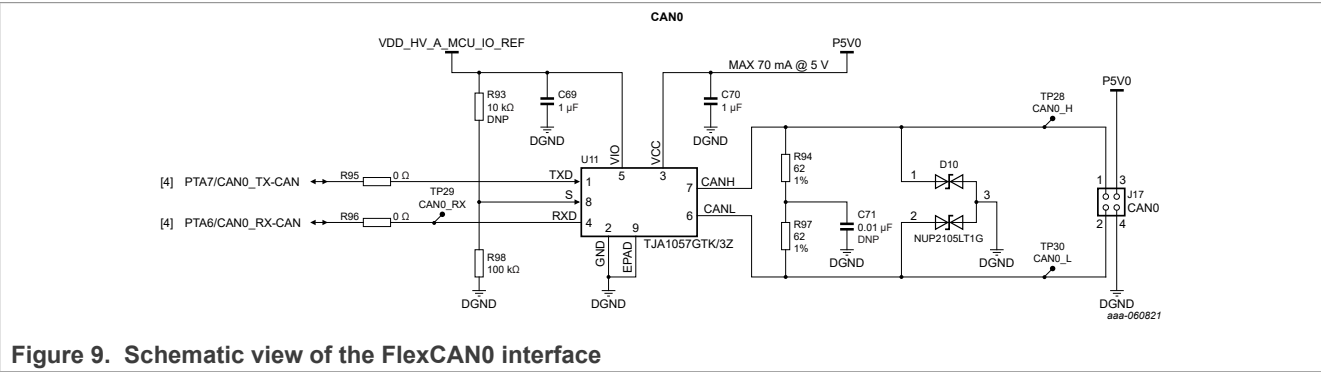 CAN0
VDD_HV_A_MCU_IO_REF
P5V0
MAX 70 mA @ 5 V
P5V0
R93
10 kΩ
DNP
C69
1 µF
DGND
C70
1 µF
DGND
TP28
CAN0_H
U11
VIO
5
VCC
3
R94
62
1%
D10
[4] PTA7/CAN0_TX-CAN
R95
0 Ω
TXD
1
7
CANH
1
3
1
3
J17
CAN0
TP29
CAN0_RX
S
8
[4] PTA6/CAN0_RX-CAN
R96
0 Ω
RXD
4
6
CANL
2
NUP2105LT1G
2
4
C71
0.01 µF
DNP
DGND
R97
62
1%
2
GND
9
EPAD
TJA1057GTK/3Z
DGND
TP30
CAN0_L
R98
100 kΩ
DGND
DGND
DGND
aaa-060821
Figure 9. Schematic view of the FlexCAN0 interface